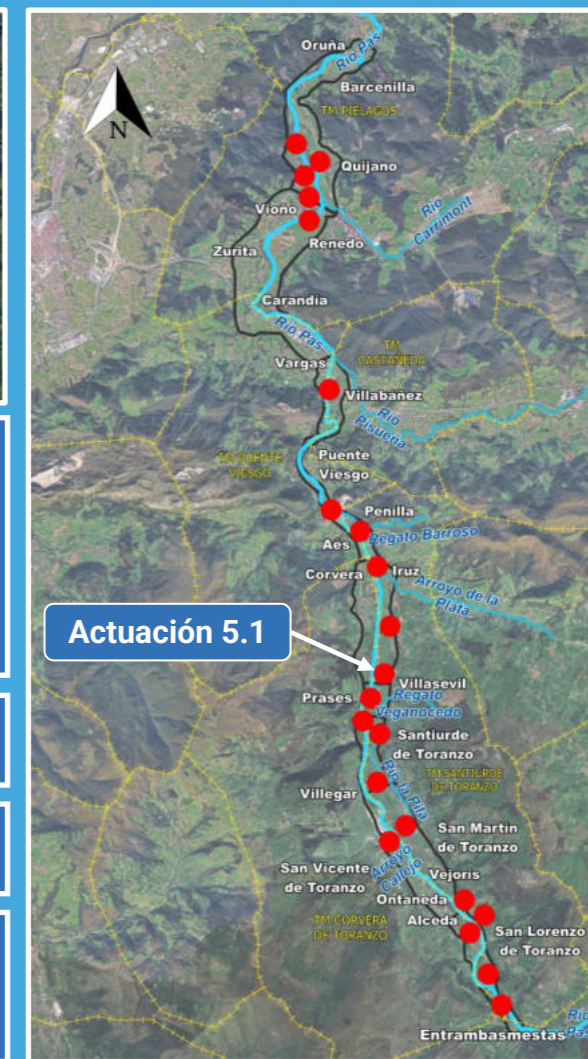 Oruña
Río Pas
Barcenilla
TM PIÉLAGOS
N
Quijano
Vioño
Río
Carrimont
Zurita
Renedo
Carandia
Río Pas
TM
CASTAÑEDA
Vargas
Villabáñez
Río
Pisueña
TM PUENTE
VIESGO
Puente
Viesgo
Penilla
Regato Barroso
Aes
Corvera
Iruz
Arroyo de la
Plata
Actuación 5.1
Villasevil
Prases
Regato
Veganocedo
Santiurde
de Toranzo
Río la Pila
TM SANTIURDE
DE TORANZO
Villegar
San Martín
de Toranzo
San Vicente
de Toranzo
Arroyo
Callejo
Vejorís
Ontaneda
Alceda
TM CORVERA
DE TORANZO
San Lorenzo
de Toranzo
Río
Pas
Entrambasmestas